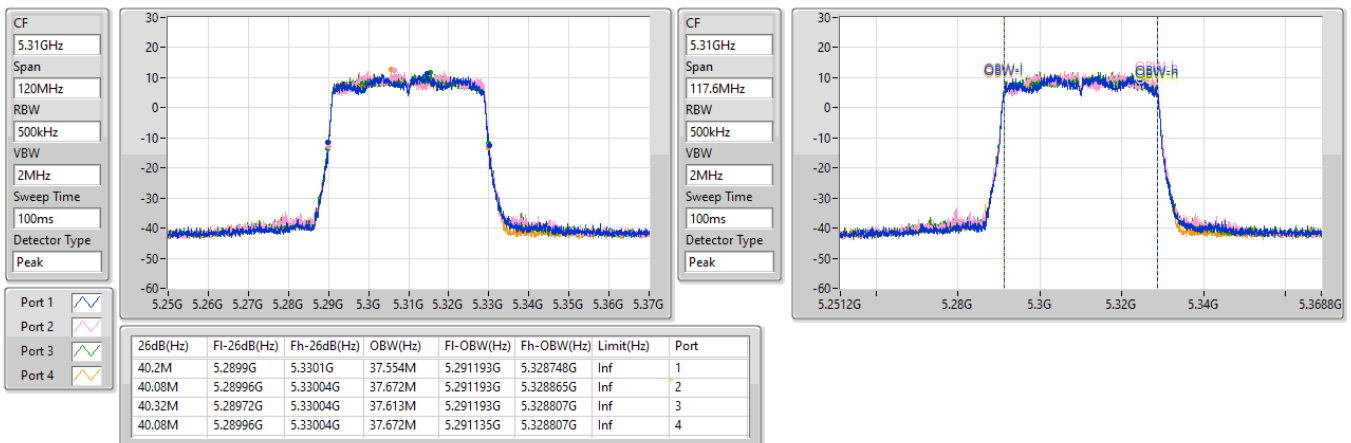 CF
5.31GHz
Span
120MHz
RBW
500kHz
VBW
2MHz
Sweep Time
100ms
Detector Type
Peak
30
20
10
0
-10
-20
-30
-40
-50
-60
5.25G 5.26G 5.27G 5.28G 5.29G 5.3G 5.31G 5.32G 5.33G 5.34G 5.35G 5.36G 5.37G
CF
5.31GHz
Span
117.6MHz
RBW
500kHz
VBW
2MHz
Sweep Time
100ms
Detector Type
Peak
30
20
10
0
-10
-20
-30
-40
-50
-60
OBW-l OBW-h
5.2512G 5.28G 5.3G 5.32G 5.34G 5.3688G
Port 1
Port 2
Port 3
Port 4
26dB(Hz) Fl-26dB(Hz) Fh-26dB(Hz) OBW(Hz) Fl-OBW(Hz) Fh-OBW(Hz) Limit(Hz) Port
40.2M 5.2899G 5.3301G 37.554M 5.291193G 5.328748G Inf 1
40.08M 5.28996G 5.33004G 37.672M 5.291193G 5.328865G Inf 2
40.32M 5.28972G 5.33004G 37.613M 5.291193G 5.328807G Inf 3
40.08M 5.28996G 5.33004G 37.672M 5.291135G 5.328807G Inf 4